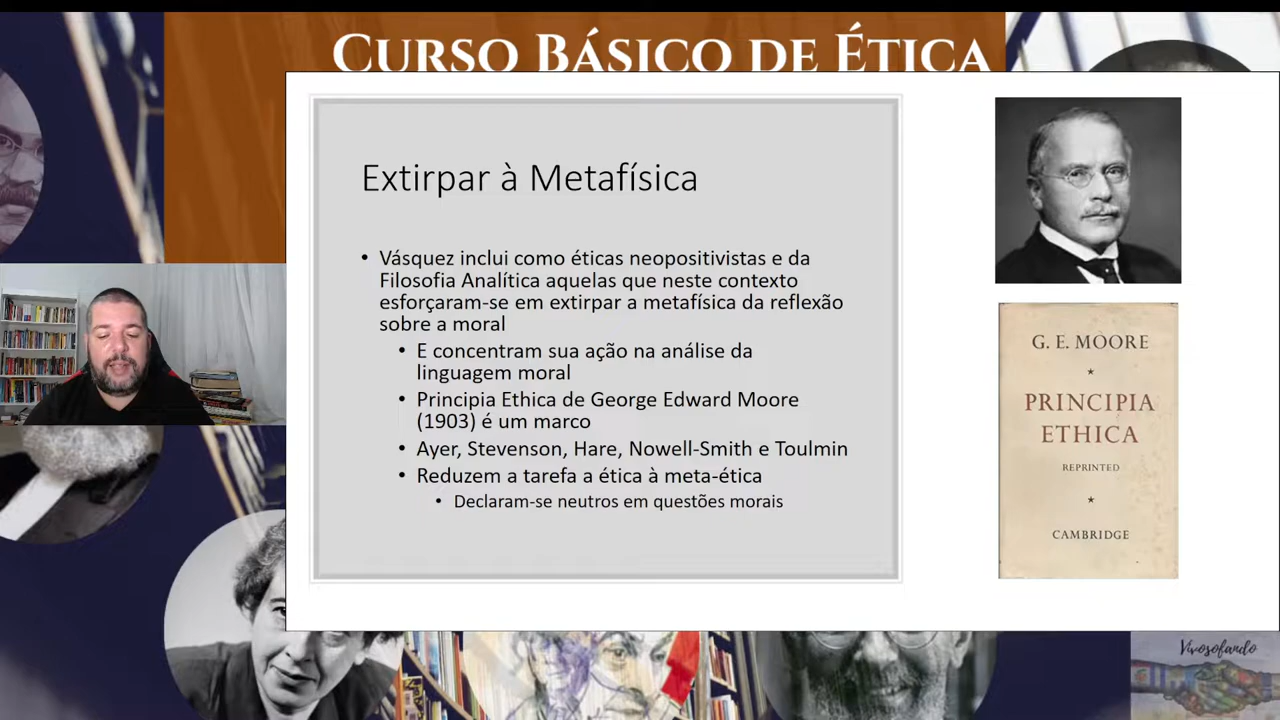 CURSO BÁSICO DE ÉTICA
Extirpar à Metafísica
• Vásquez inclui como éticas neopositivistas e da
Filosofia Analítica aquelas que neste contexto
esforçaram-se em extirpar a metafísica da reflexão
sobre a moral
• E concentram sua ação na análise da
linguagem moral
• Principia Ethica de George Edward Moore
(1903) é um marco
• Ayer, Stevenson, Hare, Nowell-Smith e Toulmin
• Reduzem a tarefa a ética à meta-ética
• Declaram-se neutros em questões morais
G. E. MOORE
PRINCIPIA
ETHICA
REPRINTED
CAMBRIDGE
Vivosofando